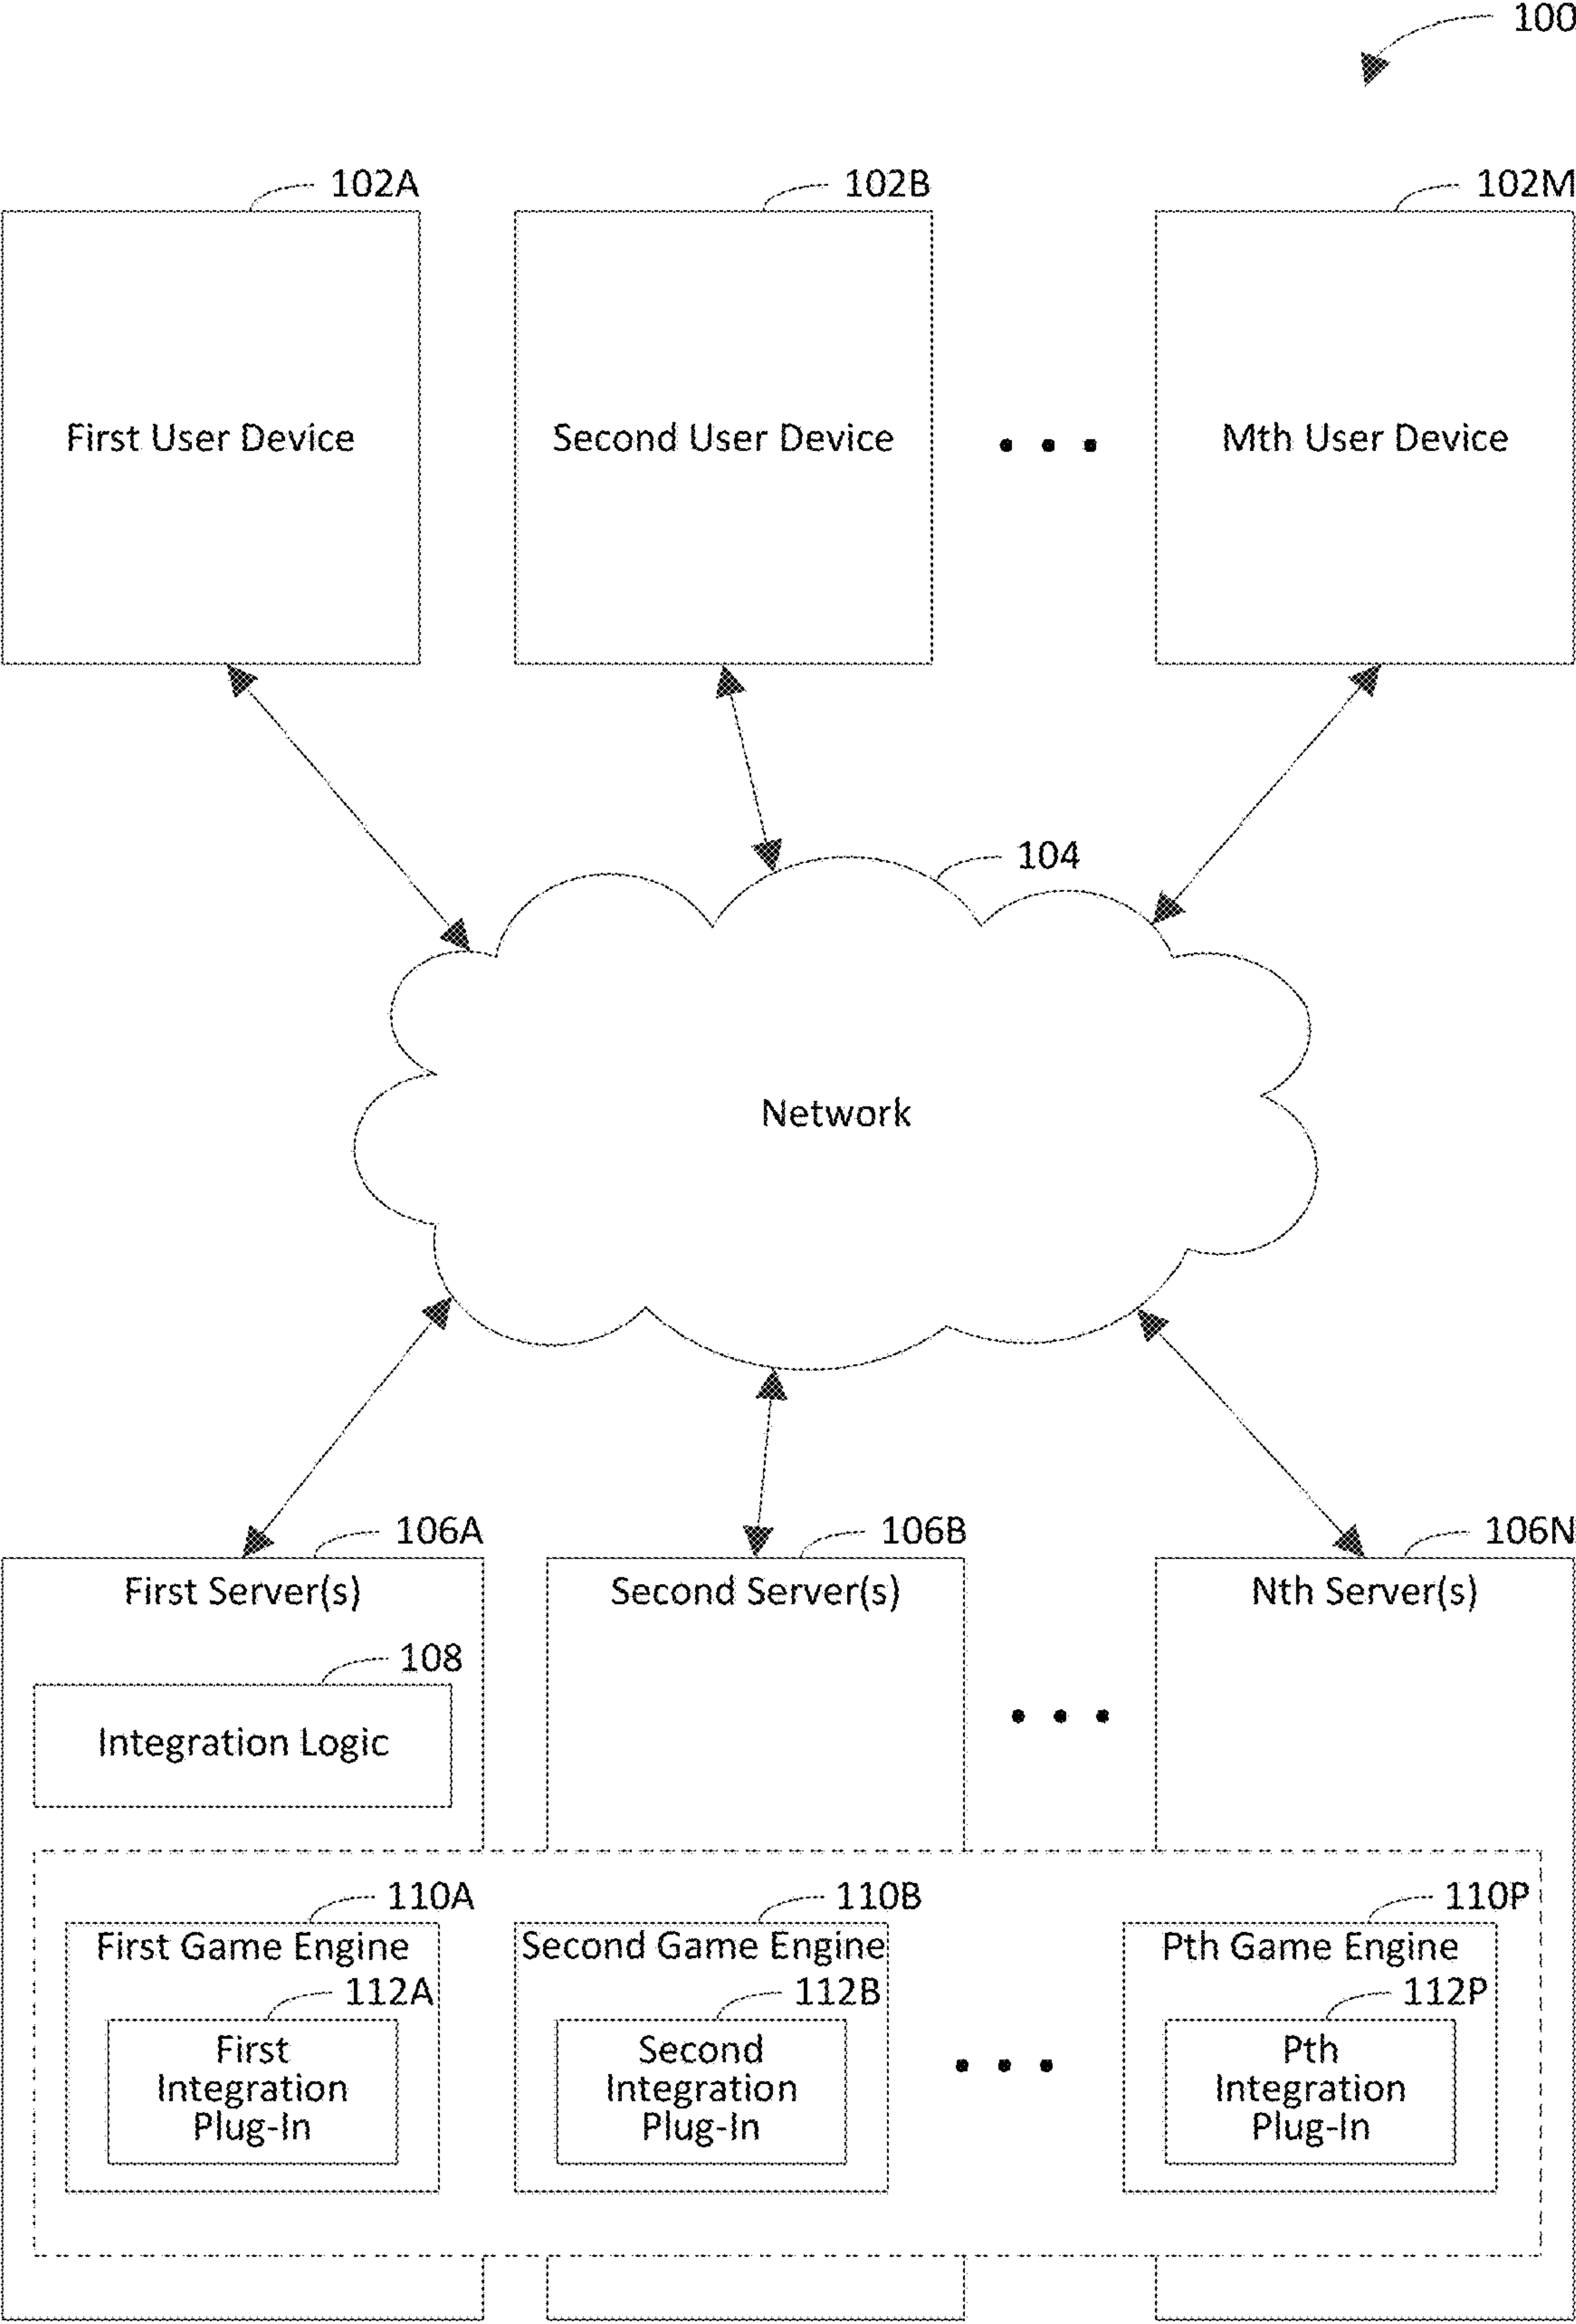 100
102A
102B
102M
First User Device
Second User Device
Mth User Device
104
Network
106A
106B
106N
First Server(s)
Second Server(s)
Nth Server(s)
108
Integration Logic
110A
110B
110P
First Game Engine
Second Game Engine
Pth Game Engine
112A
112B
112P
First
Integration
Plug-In
Second
Integration
Plug-In
Pth
Integration
Plug-In